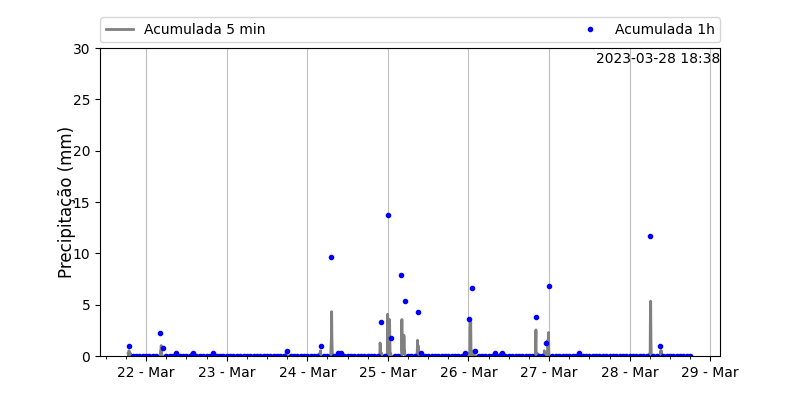 Acumulada 5 min
Acumulada 1h
2023-03-28 18:38
Precipitação (mm)
30
25
20
15
10
5
0
22 - Mar 23 - Mar 24 - Mar 25 - Mar 26 - Mar 27 - Mar 28 - Mar 29 - Mar